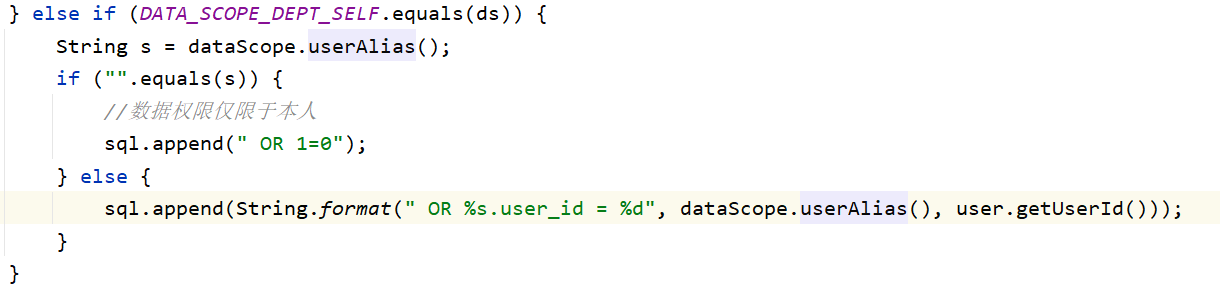 } else if (DATA_SCOPE_DEPT_SELF.equals(ds)) {
    String s = dataScope.userAlias();
    if ("".equals(s)) {
        //数据权限仅限于本人
        sql.append(" OR 1=0");
    } else {
        sql.append(String.format(" OR %s.user_id = %d", dataScope.userAlias(), user.getUserId()));
    }
}